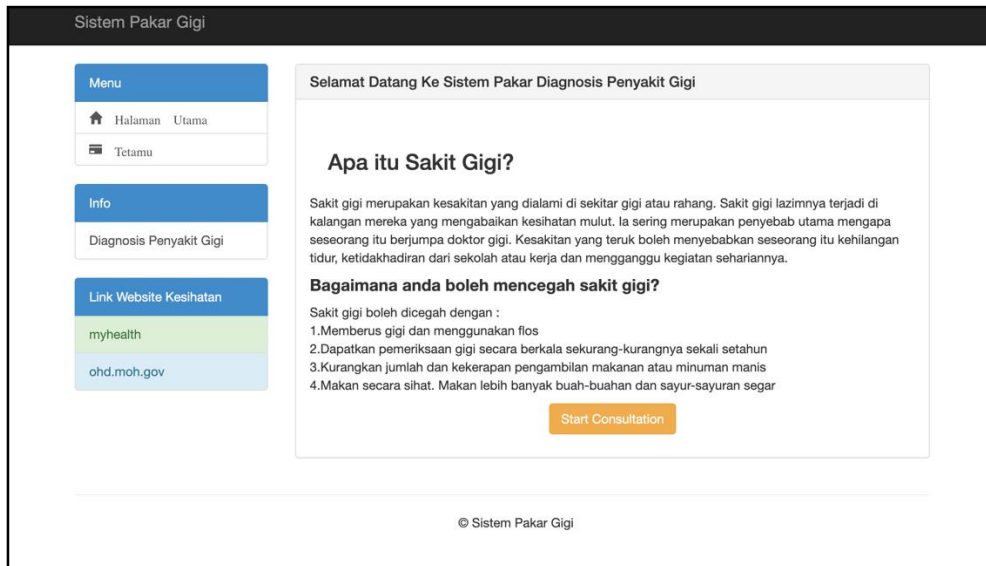 Sistem Pakar Gigi
Menu
Halaman Utama
Tetamu
Info
Diagnosis Penyakit Gigi
Link Website Kesihatan
myhealth
ohd.moh.gov
Selamat Datang Ke Sistem Pakar Diagnosis Penyakit Gigi
Apa itu Sakit Gigi?
Sakit gigi merupakan kesakitan yang dialami di sekitar gigi atau rahang. Sakit gigi lazimnya terjadi di
kalangan mereka yang mengabaikan kesihatan mulut. Ia sering merupakan penyebab utama mengapa
seseorang itu berjumpa doktor gigi. Kesakitan yang teruk boleh menyebabkan seseorang itu kehilangan
tidur, ketidakhadiran dari sekolah atau kerja dan mengganggu kegiatan sehariannya.
Bagaimana anda boleh mencegah sakit gigi?
Sakit gigi boleh dicegah dengan :
1.Memberus gigi dan menggunakan flos
2.Dapatkan pemeriksaan gigi secara berkala sekurang-kurangnya sekali setahun
3.Kurangkan jumlah dan kekerapan pengambilan makanan atau minuman manis
4.Makan secara sihat. Makan lebih banyak buah-buahan dan sayur-sayuran segar
Start Consultation
© Sistem Pakar Gigi